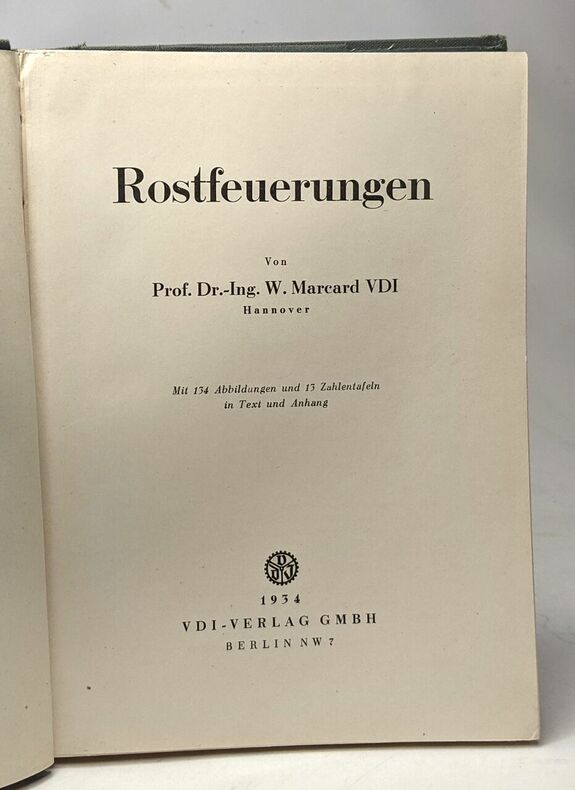 Rostfeuerungen
Von
Prof. Dr.-Ing. W. Marcard VDI
Hannover
Mit 134 Abbildungen und 13 Zahlentafeln
in Text und Anhang
V
D I
1934
VDI-VERLAG GMBH
BERLIN NW 7